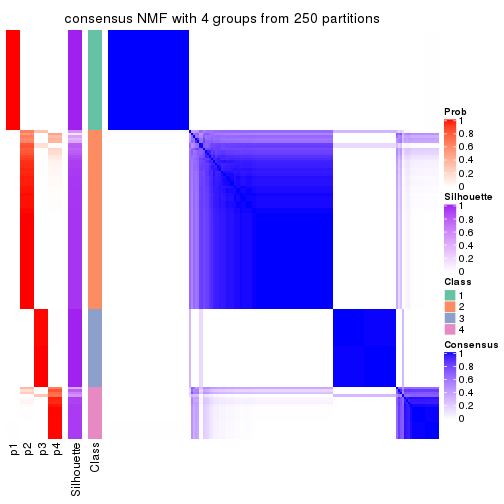 consensus NMF with 4 groups from 250 partitions
Prob
1
0.8
0.6
0.4
0.2
0
Silhouette
1
0.8
0.6
0.4
0.2
0
Class
1
2
3
4
Consensus
1
0.8
0.6
0.4
0.2
0
p1
p2
p3
p4
Silhouette
Class